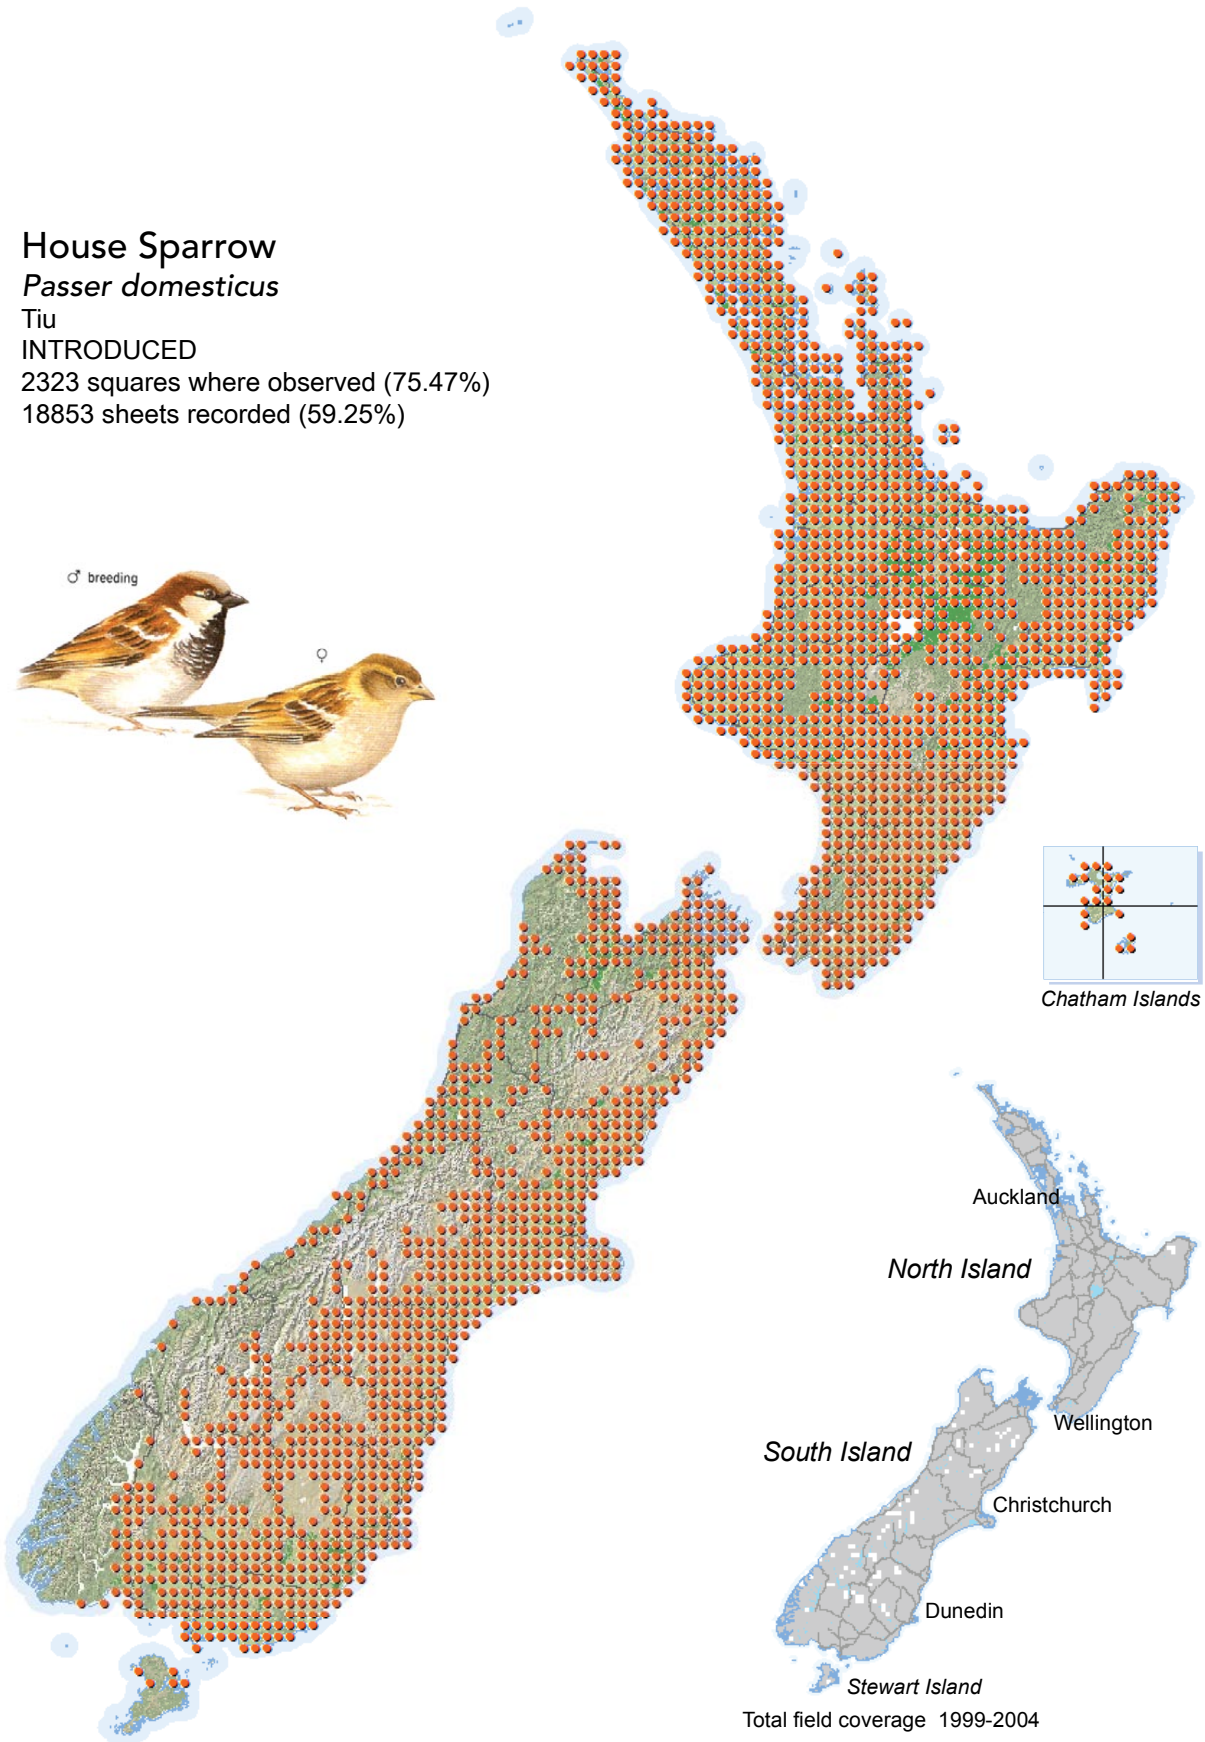 House Sparrow
Passer domesticus
Tiu
INTRODUCED
2323 squares where observed (75.47%)
18853 sheets recorded (59.25%)
♂ breeding
♀
Chatham Islands
Auckland
North Island
Wellington
South Island
Christchurch
Dunedin
Stewart Island
Total field coverage 1999-2004